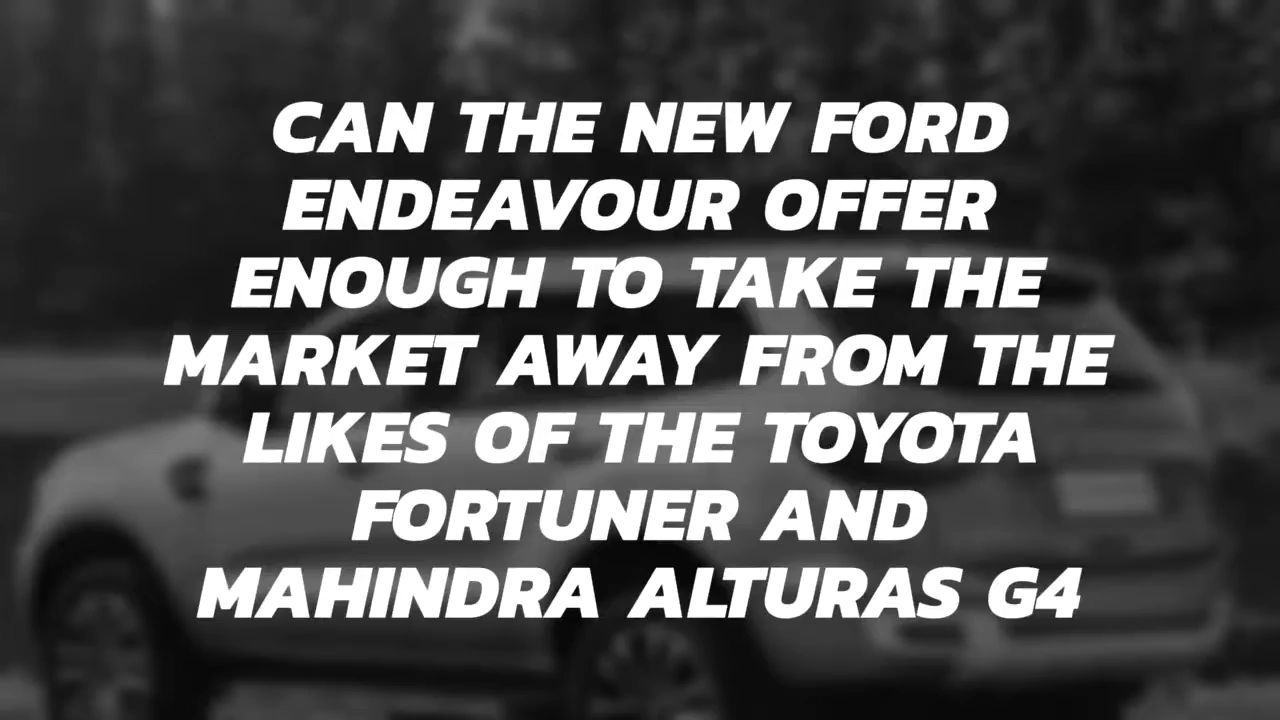 CAN THE NEW FORD
ENDEAVOUR OFFER
ENOUGH TO TAKE THE
MARKET AWAY FROM THE
LIKES OF THE TOYOTA
FORTUNER AND
MAHINDRA ALTURAS G4